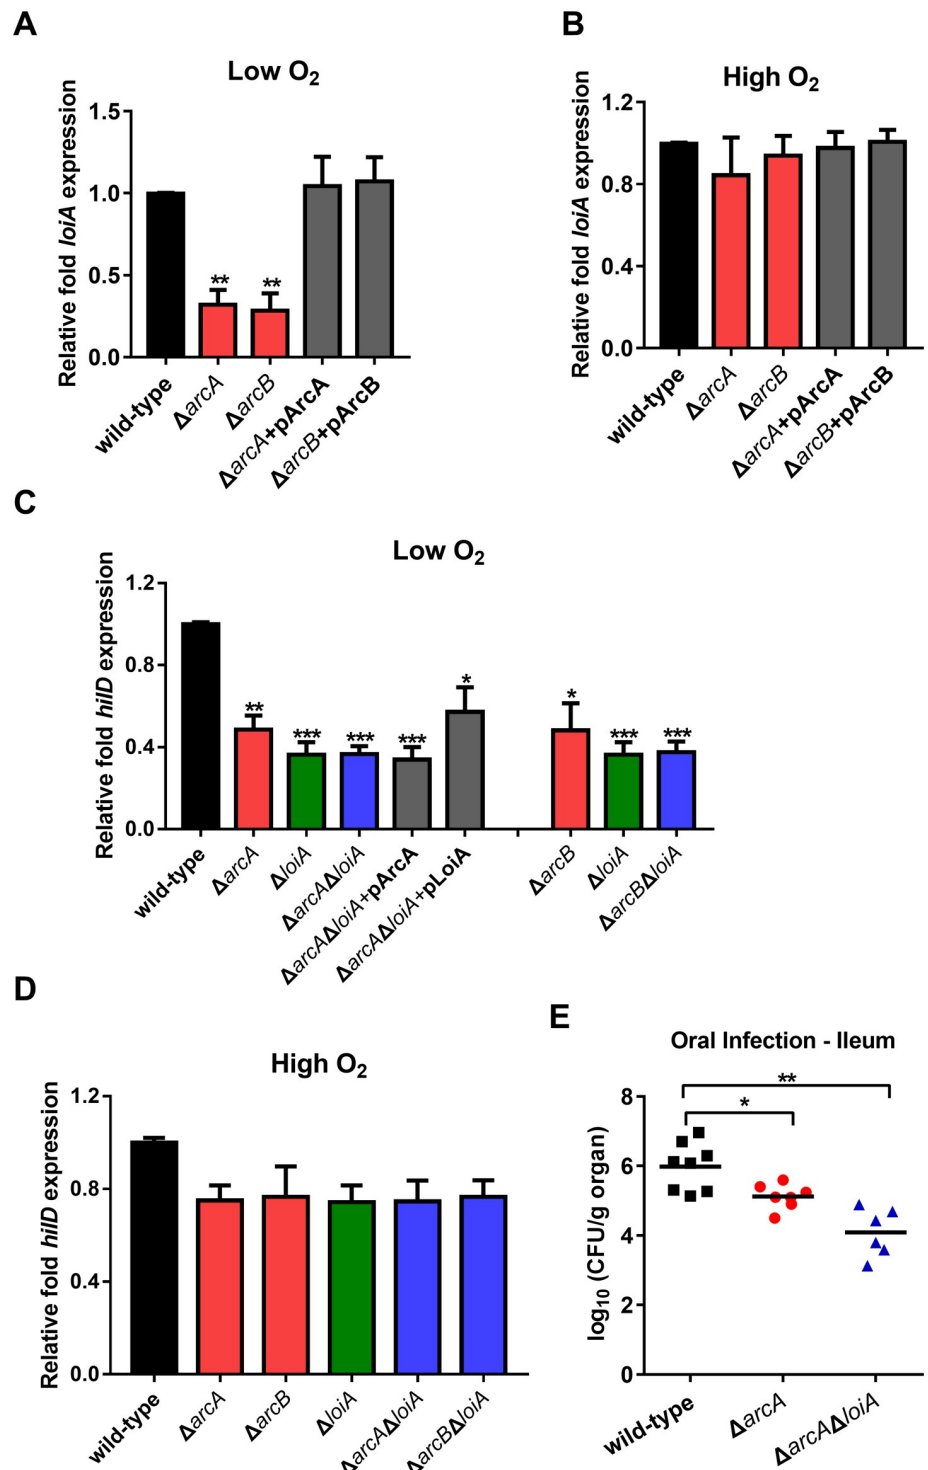 A
Low O2
Relative fold loiA expression
1.5
1.0
0.5
0.0
**
**
wild-type
ΔarcA
ΔarcB
ΔarcA+pArcA
ΔarcB+pArcB
B
High O2
Relative fold loiA expression
1.2
0.8
0.4
0.0
wild-type
ΔarcA
ΔarcB
ΔarcA+pArcA
ΔarcB+pArcB
C
Low O2
Relative fold hilD expression
1.2
0.8
0.4
0.0
**
***
***
***
*
*
***
***
wild-type
ΔarcA
ΔloiA
ΔarcAΔloiA
ΔarcAΔloiA+pArcA
ΔarcAΔloiA+pLoiA
ΔarcB
ΔloiA
ΔarcBΔloiA
D
High O2
Relative fold hilD expression
1.2
0.8
0.4
0.0
wild-type
ΔarcA
ΔarcB
ΔloiA
ΔarcAΔloiA
ΔarcBΔloiA
E
Oral Infection - Ileum
log10 (CFU/g organ)
8
6
4
2
0
**
*
wild-type
ΔarcA
ΔarcAΔloiA